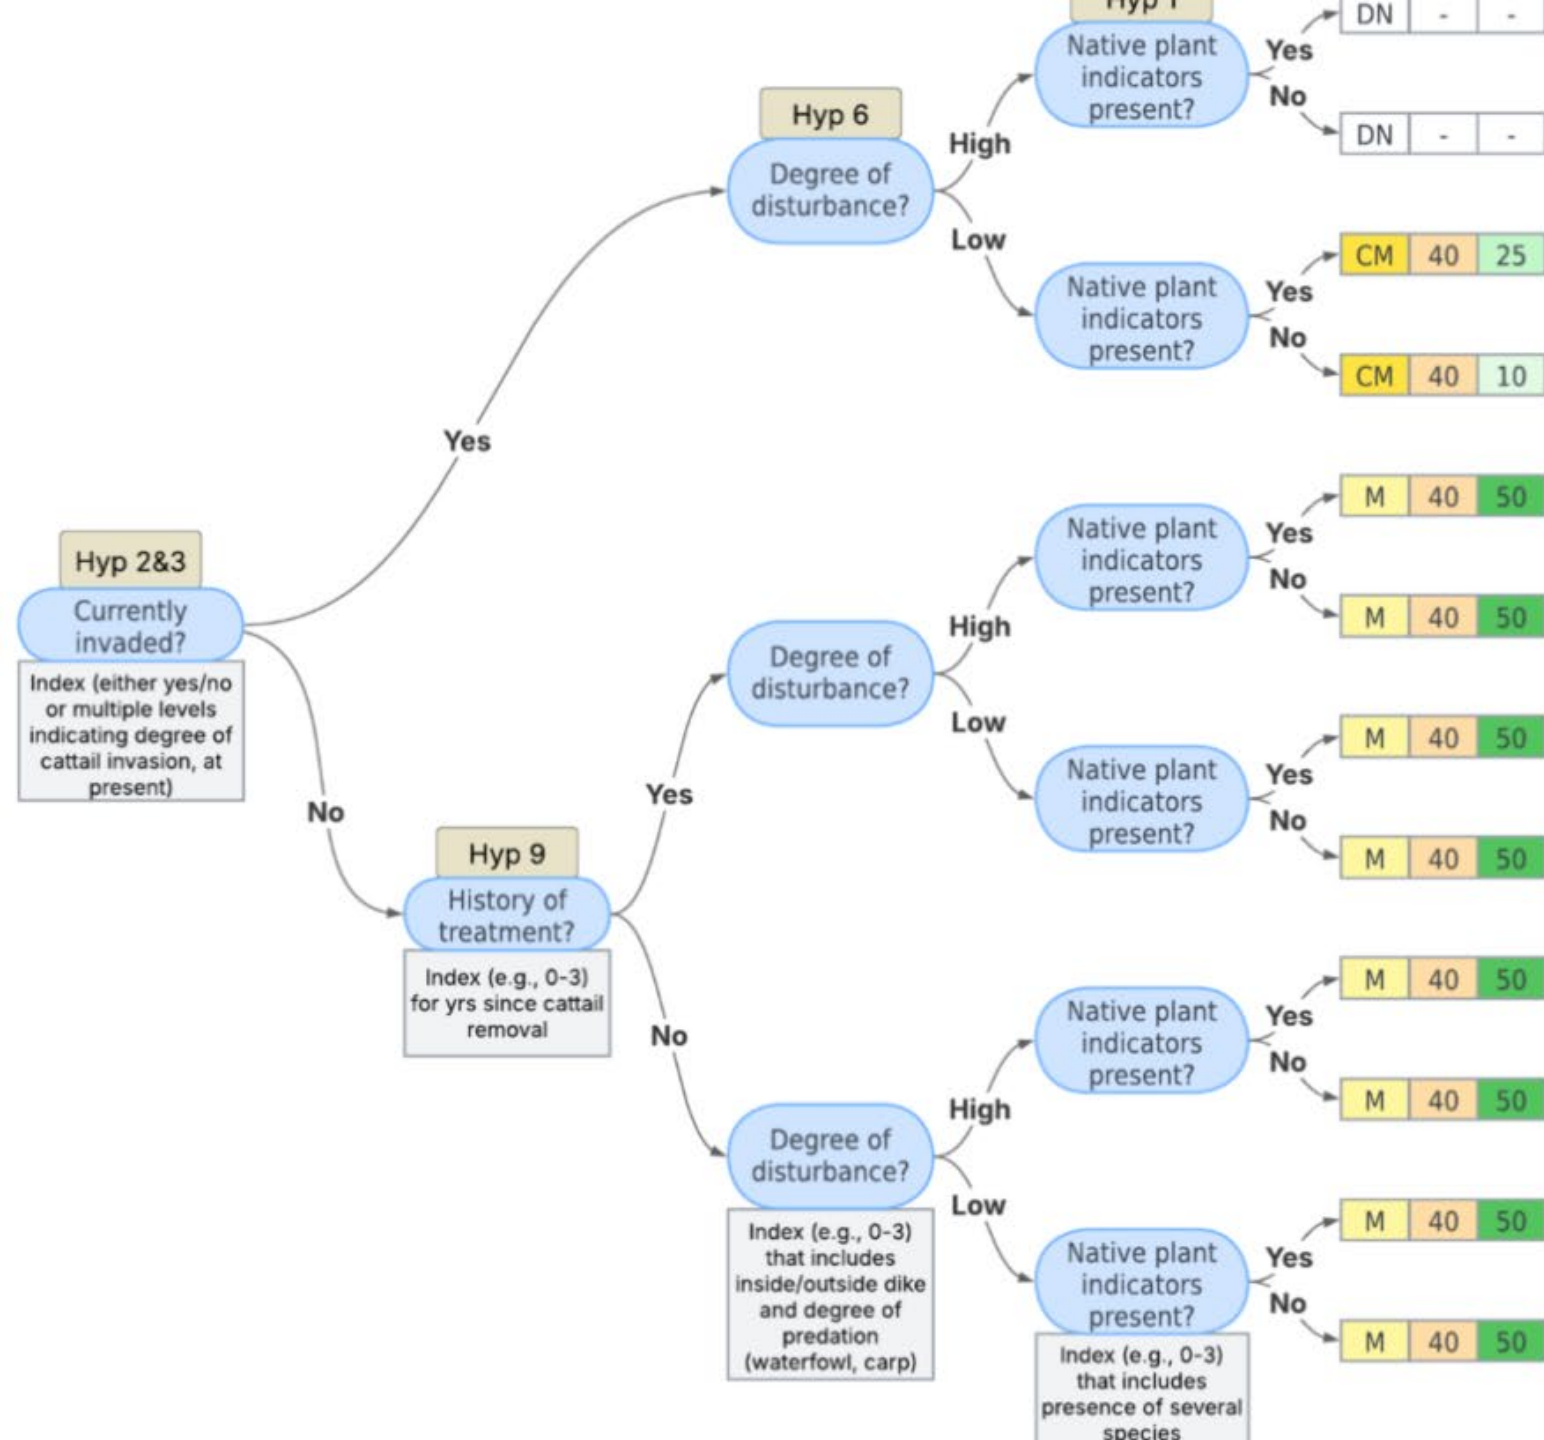 Hyp 1
Native plant
indicators
present?
Yes
No
DN - -
DN - -
Hyp 6
Degree of
disturbance?
High
Low
Native plant
indicators
present?
Yes
No
CM 40 25
CM 40 10
Yes
Hyp 2&3
Currently
invaded?
Index (either yes/no
or multiple levels
indicating degree of
cattail invasion, at
present)
No
Hyp 9
History of
treatment?
Index (e.g., 0-3)
for yrs since cattail
removal
Yes
Degree of
disturbance?
High
Low
Native plant
indicators
present?
Yes
No
M 40 50
M 40 50
Native plant
indicators
present?
Yes
No
M 40 50
M 40 50
No
Degree of
disturbance?
Index (e.g., 0-3)
that includes
inside/outside dike
and degree of
predation
(waterfowl, carp)
High
Low
Native plant
indicators
present?
Yes
No
M 40 50
M 40 50
Native plant
indicators
present?
Index (e.g., 0-3)
that includes
presence of several
species
Yes
No
M 40 50
M 40 50